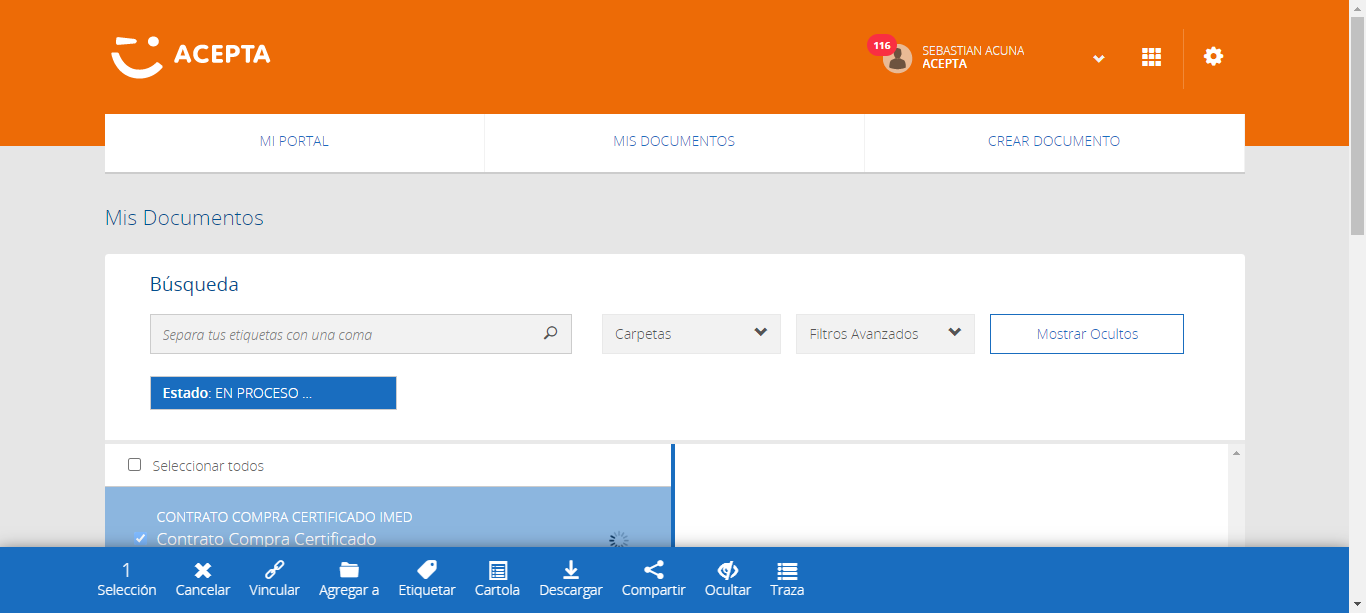 ACEPTA
116
SEBASTIAN ACUNA
ACEPTA
MI PORTAL
MIS DOCUMENTOS
CREAR DOCUMENTO
Mis Documentos
Búsqueda
Separa tus etiquetas con una coma
Carpetas
Filtros Avanzados
Mostrar Ocultos
Estado: EN PROCESO ...
Seleccionar todos
CONTRATO COMPRA CERTIFICADO IMED
Contrato Compra Certificado
1
Selección
Cancelar
Vincular
Agregar a
Etiquetar
Cartola
Descargar
Compartir
Ocultar
Traza